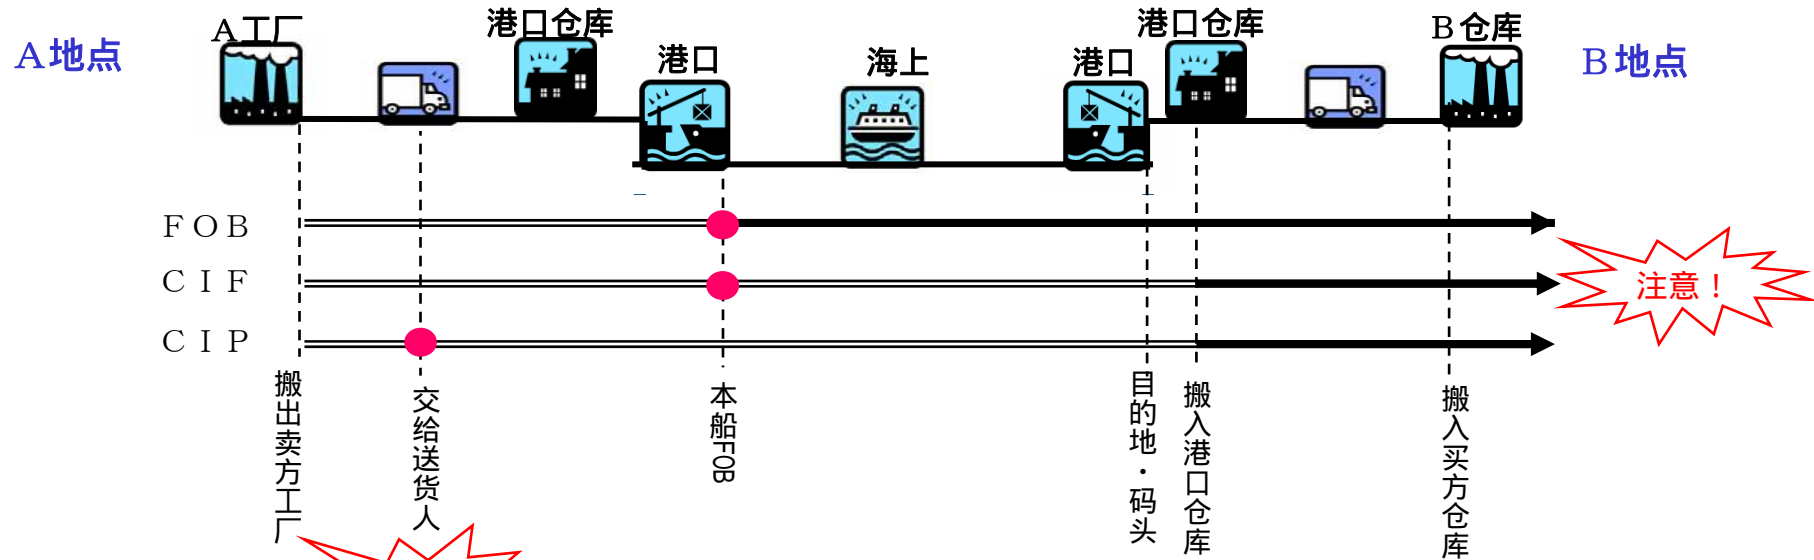 A地点
A工厂
港口仓库
港口
海上
港口
港口仓库
B仓库
B地点
FOB
CIF
CIP
注意！
搬出卖方工厂
交给送货人
本船FOB
目的地・码头
搬入港口仓库
搬入买方仓库